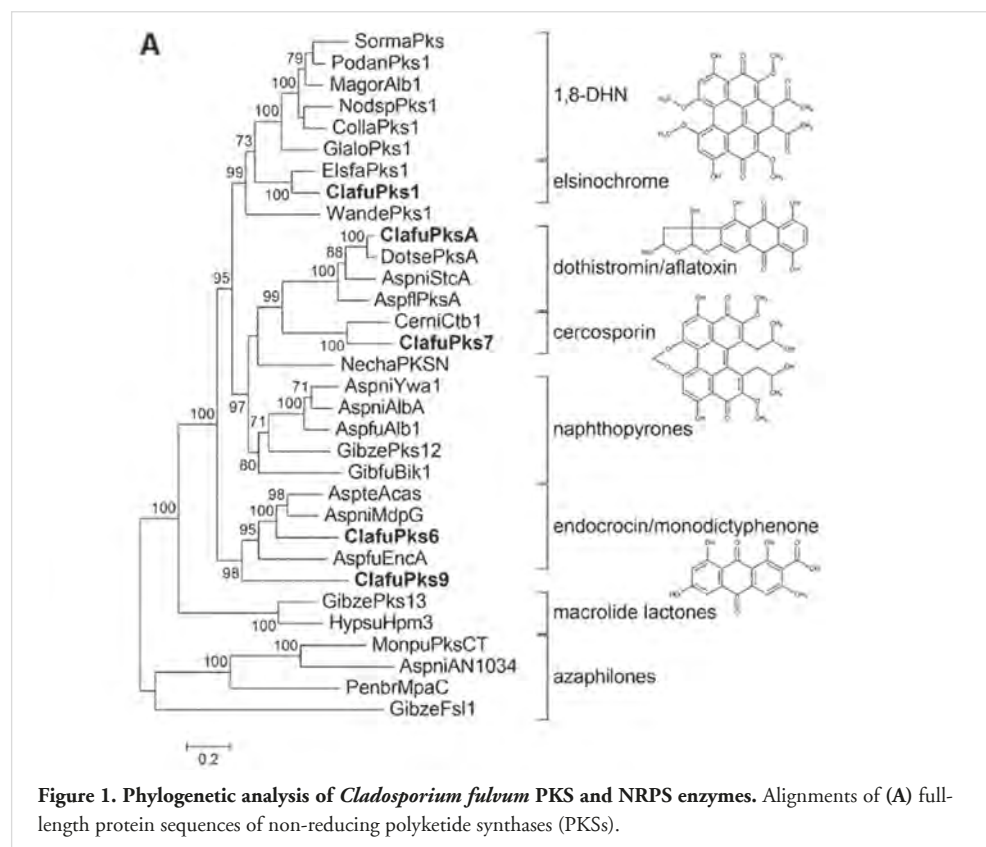 A
SormaPks
79
PodanPks1
100
MagorAlb1
100
NodspPks1
CollaPks1
73
GlaloPks1
99
ElsfaPks1
100
ClafuPks1
WandePks1
1,8-DHN
elsinochrome
100
ClafuPksA
88
DotsePksA
100
AspniStcA
AspflPksA
95
99
CerniCtb1
100
ClafuPks7
NechaPKSN
dothistromin/aflatoxin
cercosporin
97
71
AspniYwa1
100
AspniAlbA
71
AspfuAlb1
GibzePks12
80
GibfuBik1
naphthopyrones
100
98
AspteAcas
100
AspniMdpG
95
ClafuPks6
AspfuEncA
98
ClafuPks9
endocrocin/monodictyphenone
100
GibzePks13
100
HypsuHpm3
macrolide lactones
100
MonpuPksCT
100
AspniAN1034
PenbrMpaC
GibzeFsl1
azaphilones
0.2
Figure 1. Phylogenetic analysis of Cladosporium fulvum PKS and NRPS enzymes. Alignments of (A) full-
length protein sequences of non-reducing polyketide synthases (PKSs).